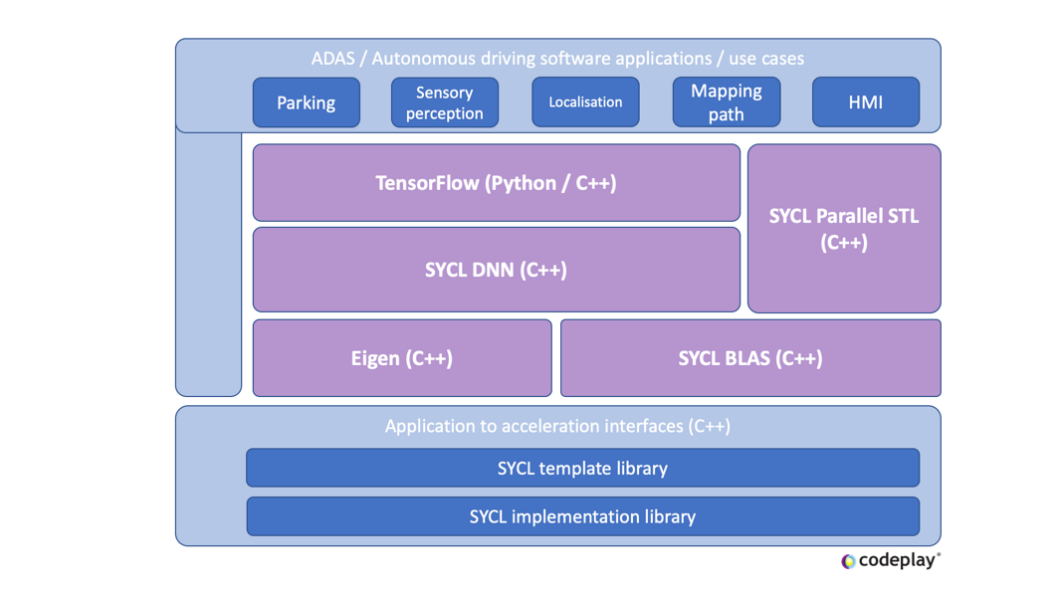 ADAS / Autonomous driving software applications / use cases
Parking
Sensory
perception
Localisation
Mapping
path
HMI
TensorFlow (Python / C++)
SYCL Parallel STL
(C++)
SYCL DNN (C++)
Eigen (C++)
SYCL BLAS (C++)
Application to acceleration interfaces (C++)
SYCL template library
SYCL implementation library
codeplay®